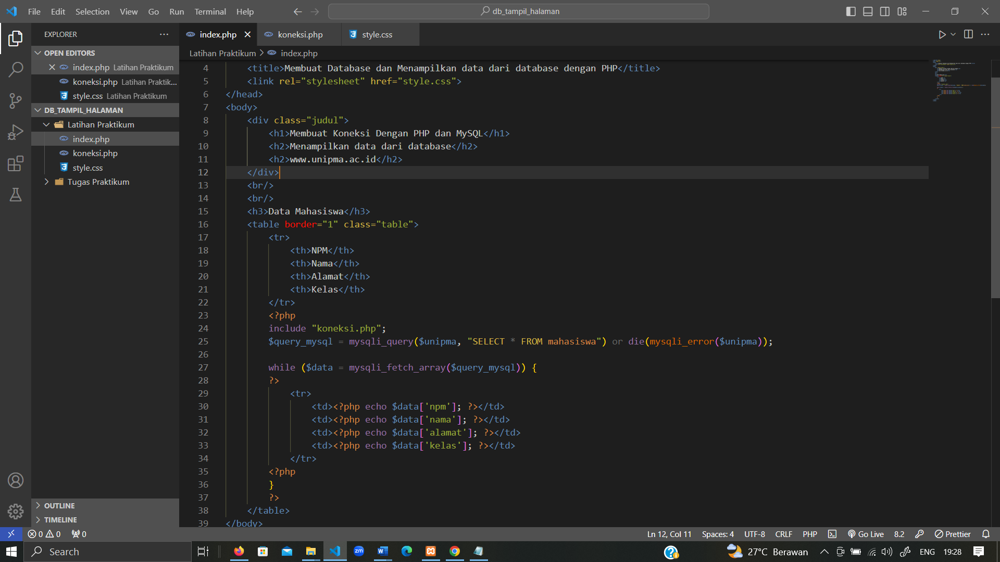 File Edit Selection View Go Run Terminal Help
db_tampil_halaman
EXPLORER
OPEN EDITORS
index.php Latihan Praktikum
koneksi.php Latihan Praktik...
style.css Latihan Praktikum
DB_TAMPIL_HALAMAN
Latihan Praktikum
index.php
koneksi.php
style.css
Tugas Praktikum
OUTLINE
TIMELINE
index.php koneksi.php style.css
Latihan Praktikum > index.php
4 <title>Membuat Database dan Menampilkan data dari database dengan PHP</title>
5 <link rel="stylesheet" href="style.css">
6 </head>
7 <body>
8 <div class="judul">
9 <h1>Membuat Koneksi Dengan PHP dan MySQL</h1>
10 <h2>Menampilkan data dari database</h2>
11 <h2>www.unipma.ac.id</h2>
12 </div>
13 <br/>
14 <br/>
15 <h3>Data Mahasiswa</h3>
16 <table border="1" class="table">
17 <tr>
18 <th>NPM</th>
19 <th>Nama</th>
20 <th>Alamat</th>
21 <th>Kelas</th>
22 </tr>
23 <?php
24 include "koneksi.php";
25 $query_mysql = mysqli_query($unipma, "SELECT * FROM mahasiswa") or die(mysqli_error($unipma));
26
27 while ($data = mysqli_fetch_array($query_mysql)) {
28 ?>
29 <tr>
30 <td><?php echo $data['npm']; ?></td>
31 <td><?php echo $data['nama']; ?></td>
32 <td><?php echo $data['alamat']; ?></td>
33 <td><?php echo $data['kelas']; ?></td>
34 </tr>
35 <?php
36 }
37 ?>
38 </table>
39 </body>
0 0 0 Ln 12, Col 11 Spaces: 4 UTF-8 CRLF PHP Go Live 8.2 Prettier
Search zm 27°C Berawan ENG 19:28